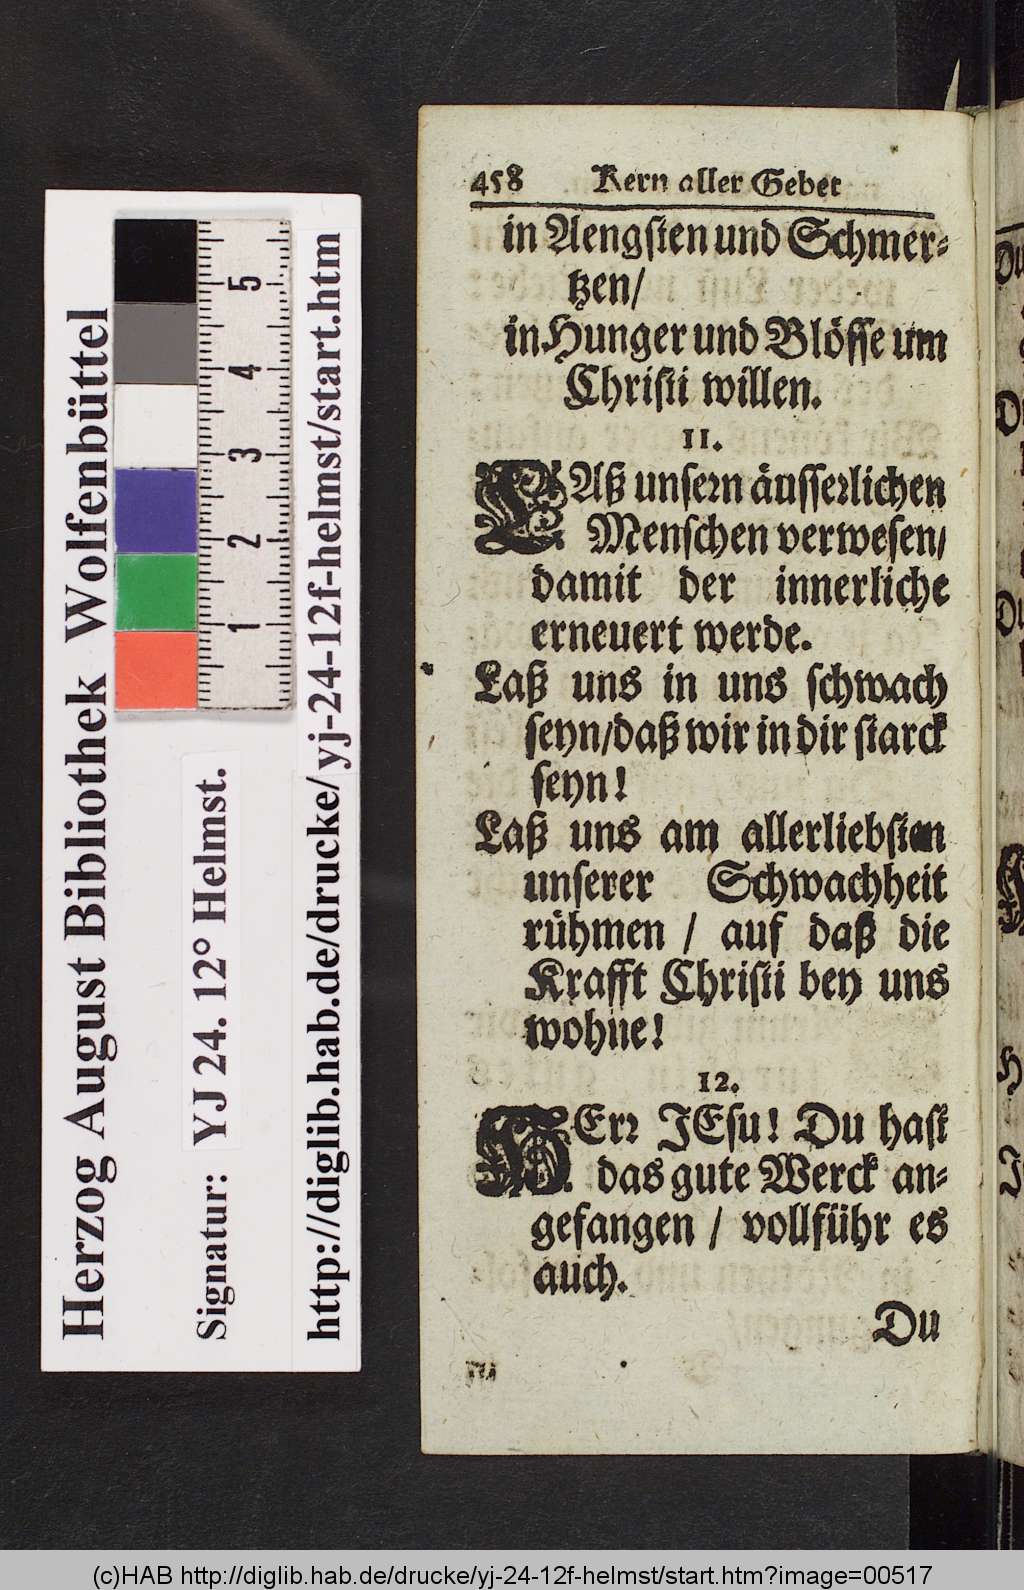 Herzog August Bibliothek Wolfenbüttel
Signatur: YJ 24. 12° Helmst.
http://diglib.hab.de/drucke/yj-24-12f-helmst/start.htm
1 2 3 4 5
458 Kern aller Gebet
in Aengsten und Schmer-
tzen/
in Hunger und Blösse um
Christi willen.
11.
LAß unsern äusserlichen
Menschen verwesen/
damit der innerliche
erneuert werde.
Laß uns in uns schwach
seyn/daß wir in dir starck
seyn!
Laß uns am allerliebsten
unserer Schwachheit
rühmen / auf daß die
Krafft Christi bey uns
wohne!
12.
HErr JEsu! Du hast
das gute Werck an-
gefangen / vollführ es
auch.
Du
(c)HAB http://diglib.hab.de/drucke/yj-24-12f-helmst/start.htm?image=00517